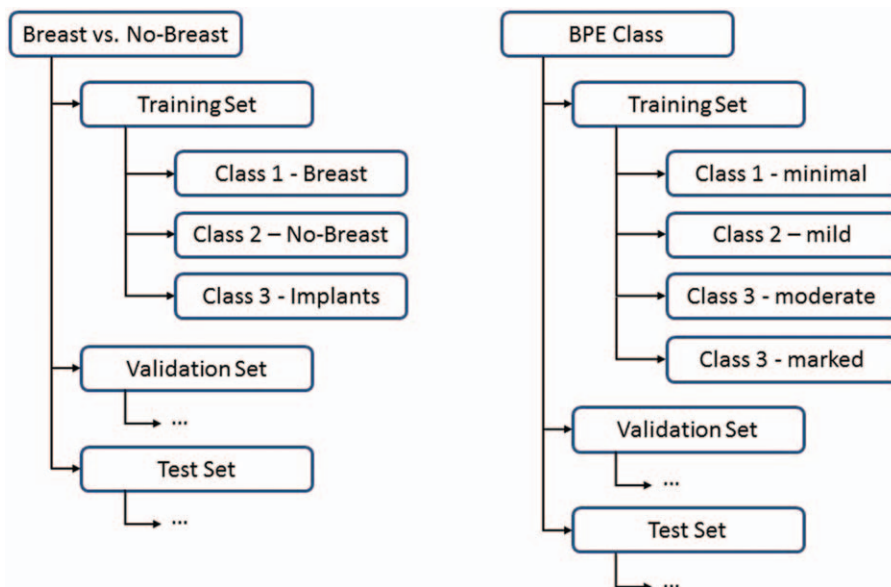 Breast vs. No-Breast
Training Set
Class 1 - Breast
Class 2 – No-Breast
Class 3 - Implants
Validation Set
...
Test Set
...
BPE Class
Training Set
Class 1 - minimal
Class 2 – mild
Class 3 - moderate
Class 3 - marked
Validation Set
...
Test Set
...